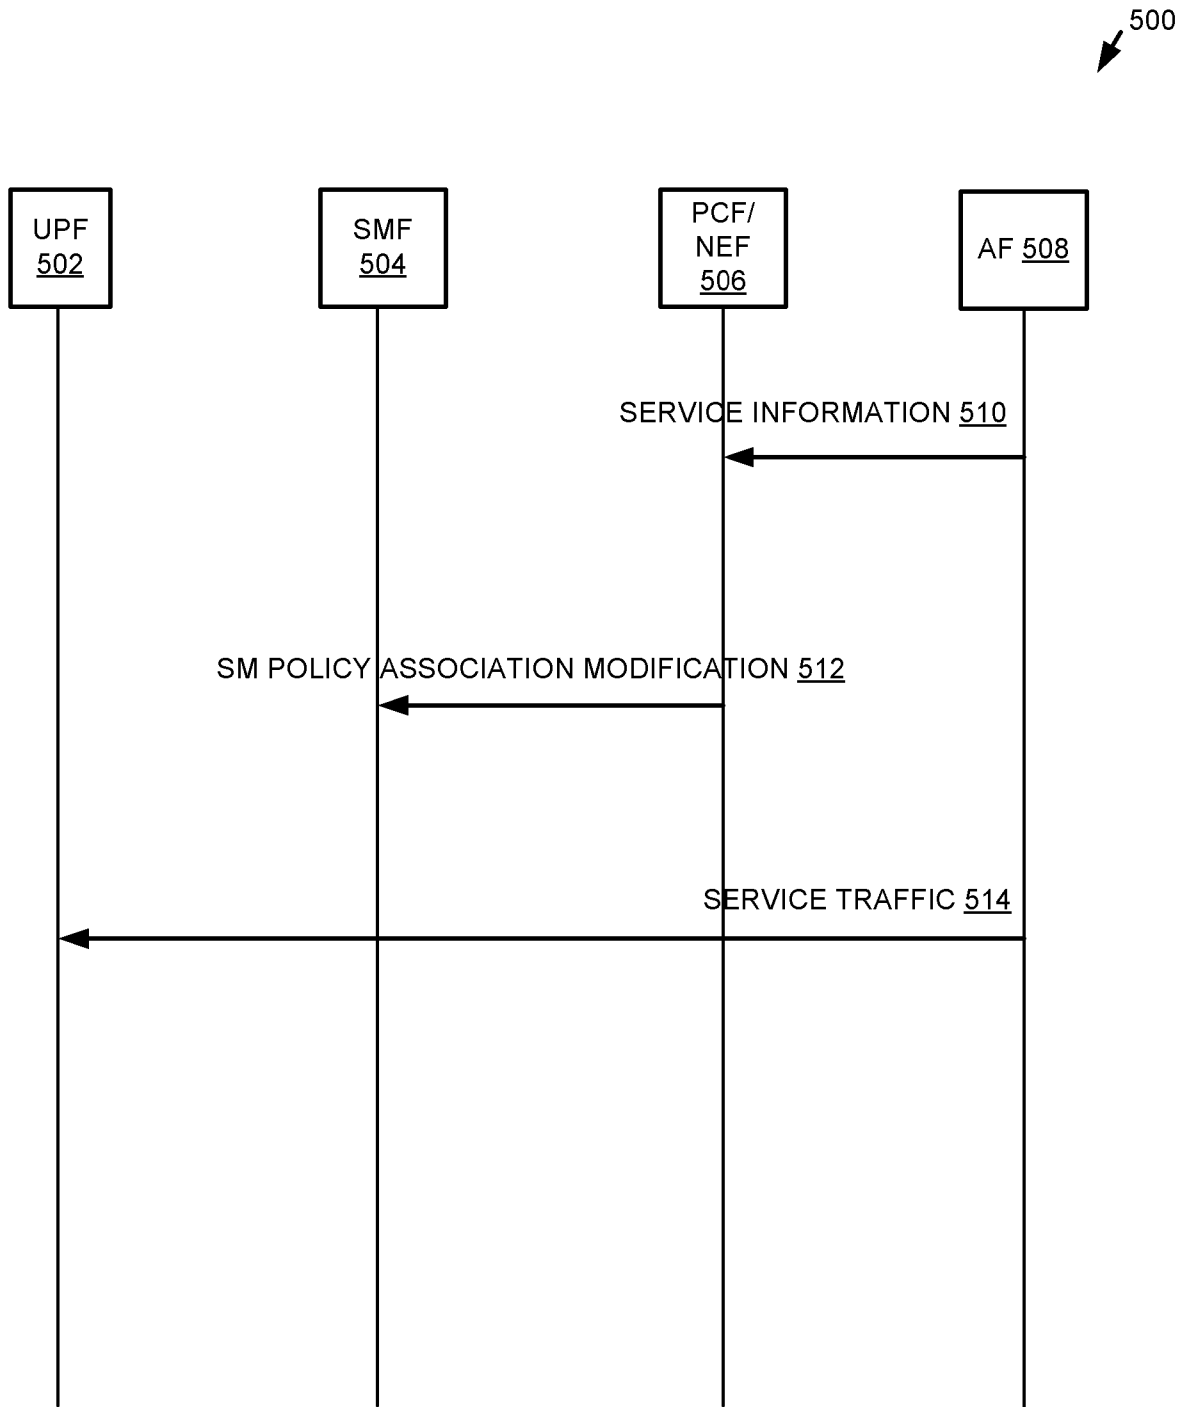 500
UPF
502
SMF
504
PCF/
NEF
506
AF 508
SERVICE INFORMATION 510
SM POLICY ASSOCIATION MODIFICATION 512
SERVICE TRAFFIC 514